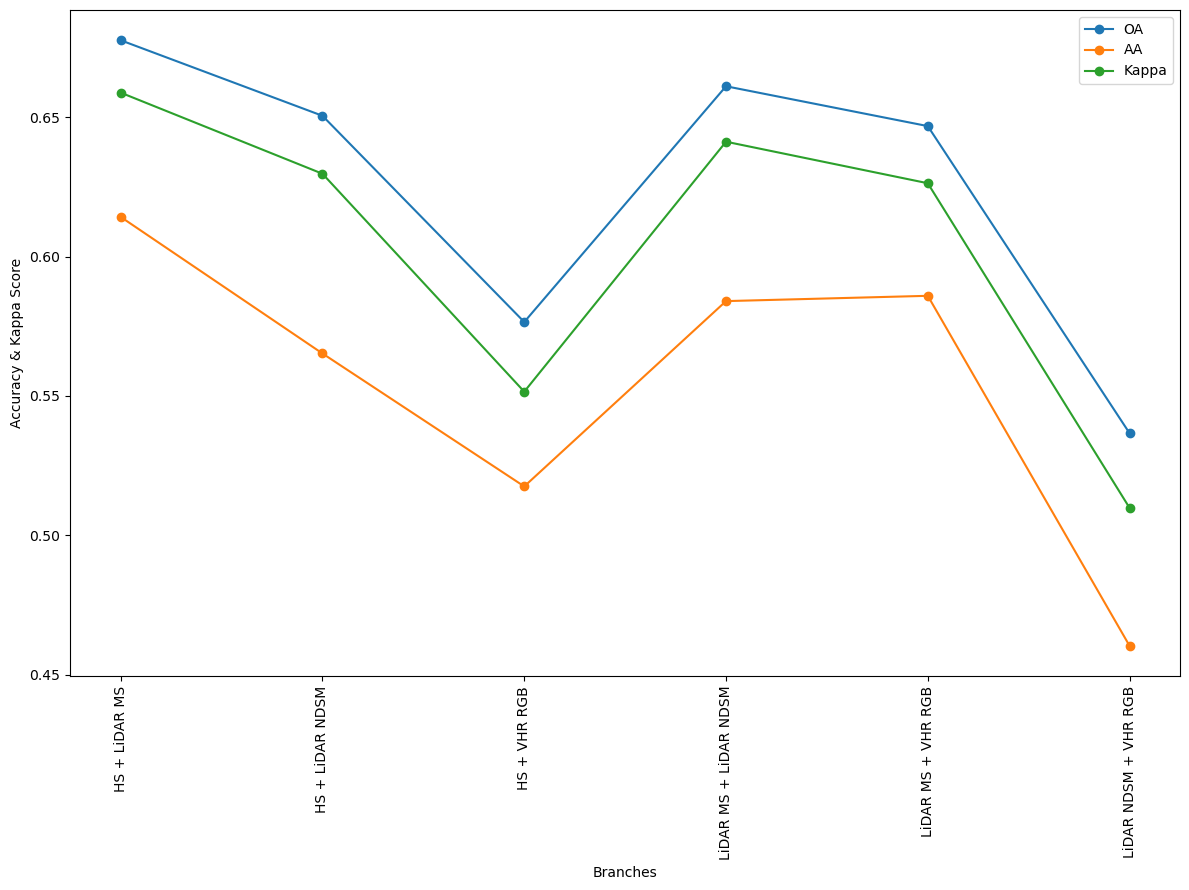 OA
AA
Kappa
Accuracy & Kappa Score
0.65
0.60
0.55
0.50
0.45
HS + LiDAR MS
HS + LiDAR NDSM
HS + VHR RGB
LiDAR MS + LiDAR NDSM
LiDAR MS + VHR RGB
LiDAR NDSM + VHR RGB
Branches